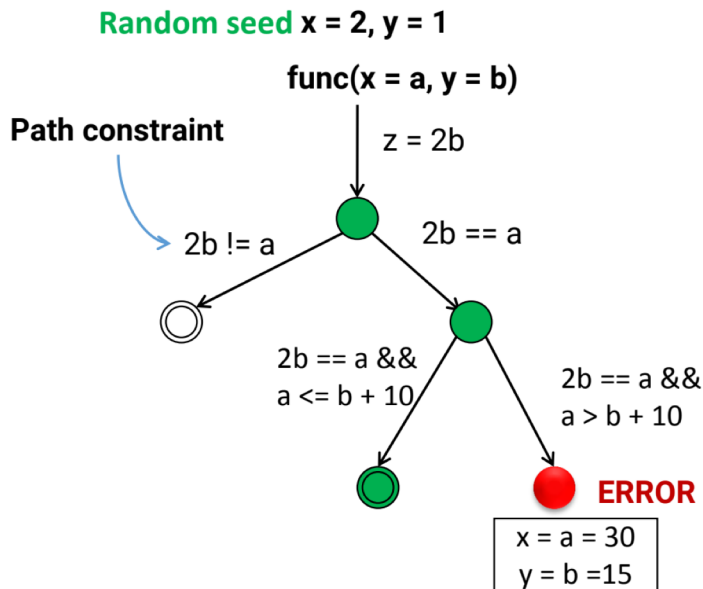 Random seed x = 2, y = 1
func(x = a, y = b)
Path constraint
z = 2b
2b != a
2b == a
2b == a &&
a <= b + 10
2b == a &&
a > b + 10
ERROR
x = a = 30
y = b =15